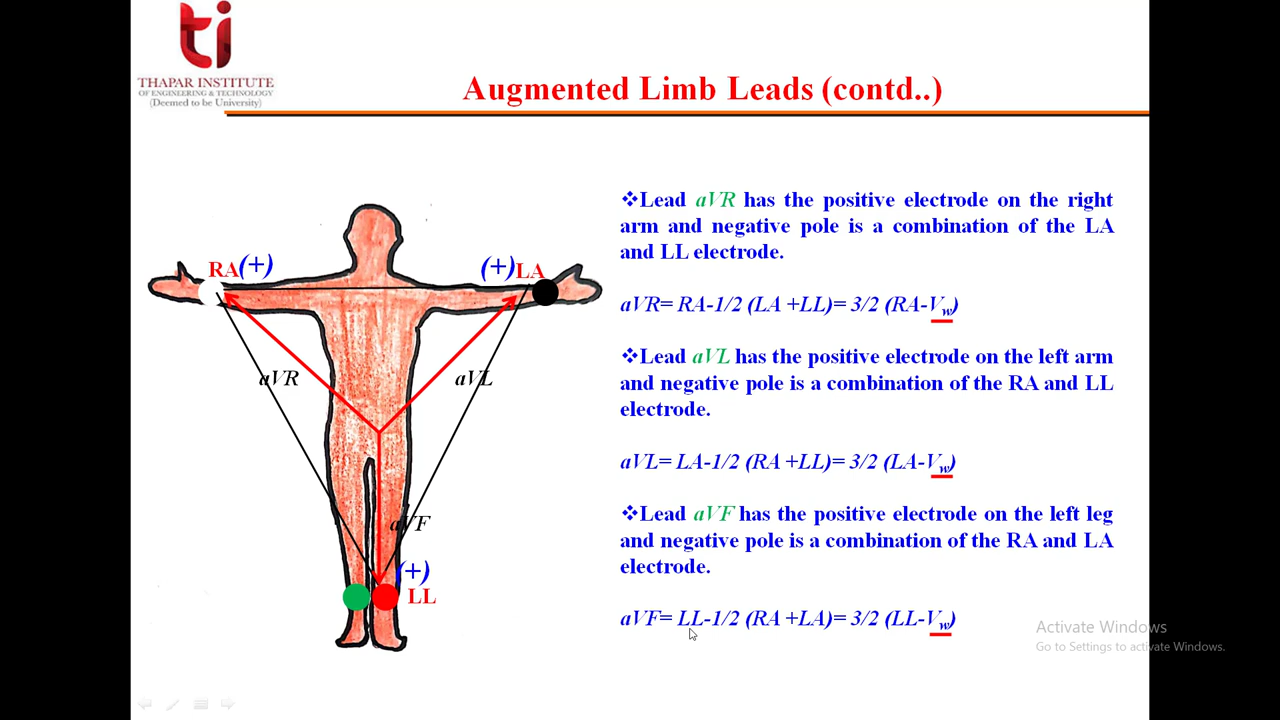 ti
THAPAR INSTITUTE
OF ENGINEERING & TECHNOLOGY
(Deemed to be University)
Augmented Limb Leads (contd..)
RA(+)
(+)LA
aVR
aVL
aVF
(+)
LL
❖Lead aVR has the positive electrode on the right
arm and negative pole is a combination of the LA
and LL electrode.
aVR= RA-1/2 (LA +LL)= 3/2 (RA-Vw)
❖Lead aVL has the positive electrode on the left arm
and negative pole is a combination of the RA and LL
electrode.
aVL= LA-1/2 (RA +LL)= 3/2 (LA-Vw)
❖Lead aVF has the positive electrode on the left leg
and negative pole is a combination of the RA and LA
electrode.
aVF= LL-1/2 (RA +LA)= 3/2 (LL-Vw)
Activate Windows
Go to Settings to activate Windows.